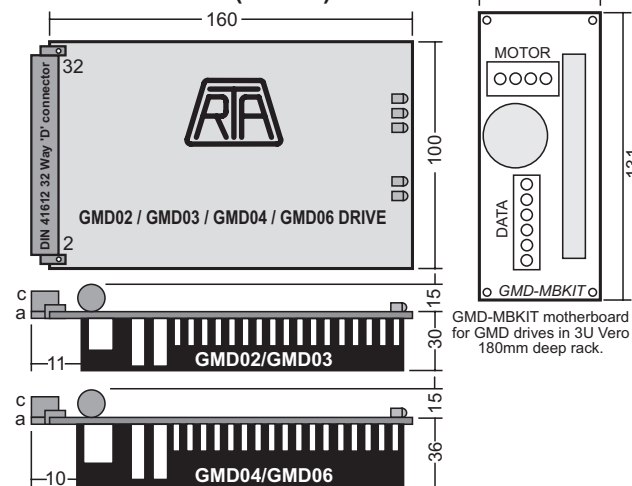 160
32
DIN 41612 32 Way 'D' connector
RTA
100
GMD02 / GMD03 / GMD04 / GMD06 DRIVE
2
MOTOR
DATA
131
GMD-MBKIT
GMD-MBKIT motherboard
for GMD drives in 3U Vero
180mm deep rack.
c
a
15
30
11
GMD02/GMD03
c
a
15
36
10
GMD04/GMD06